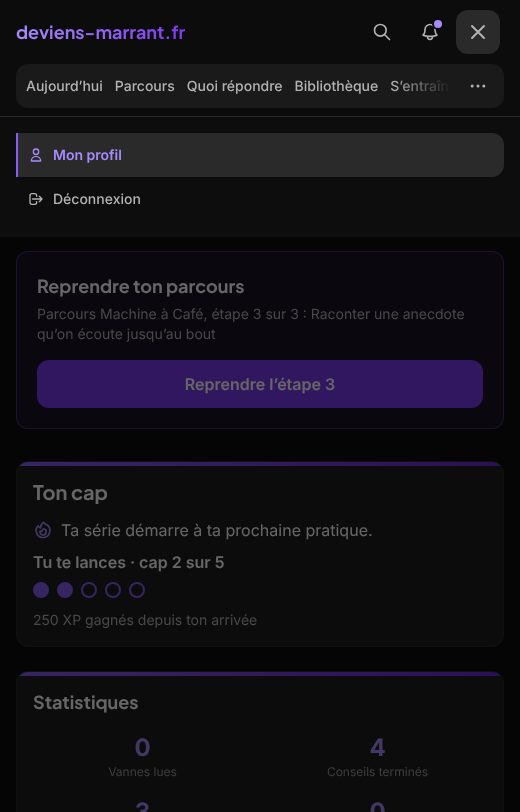 deviens-marrant.fr
Aujourd’hui Parcours Quoi répondre Bibliothèque S’entraîn
Mon profil
Déconnexion
Reprendre ton parcours
Parcours Machine à Café, étape 3 sur 3 : Raconter une anecdote
qu’on écoute jusqu’au bout
Reprendre l’étape 3
Ton cap
Ta série démarre à ta prochaine pratique.
Tu te lances · cap 2 sur 5
250 XP gagnés depuis ton arrivée
Statistiques
0 4
Vannes lues Conseils terminés
3 0